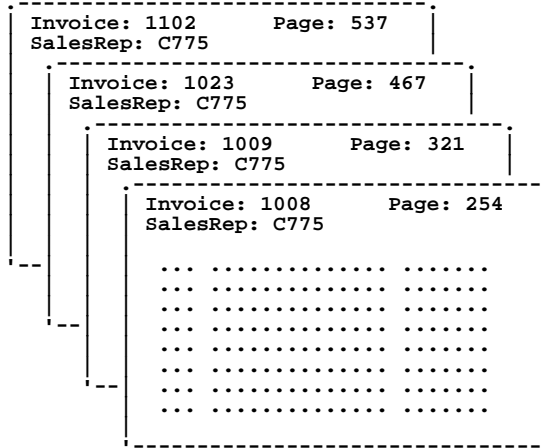 Invoice: 1102 Page: 537
SalesRep: C775
Invoice: 1023 Page: 467
SalesRep: C775
Invoice: 1009 Page: 321
SalesRep: C775
Invoice: 1008 Page: 254
SalesRep: C775
... .............. .......
... .............. .......
... .............. .......
... .............. .......
... .............. .......
... .............. .......
... .............. .......
... .............. .......